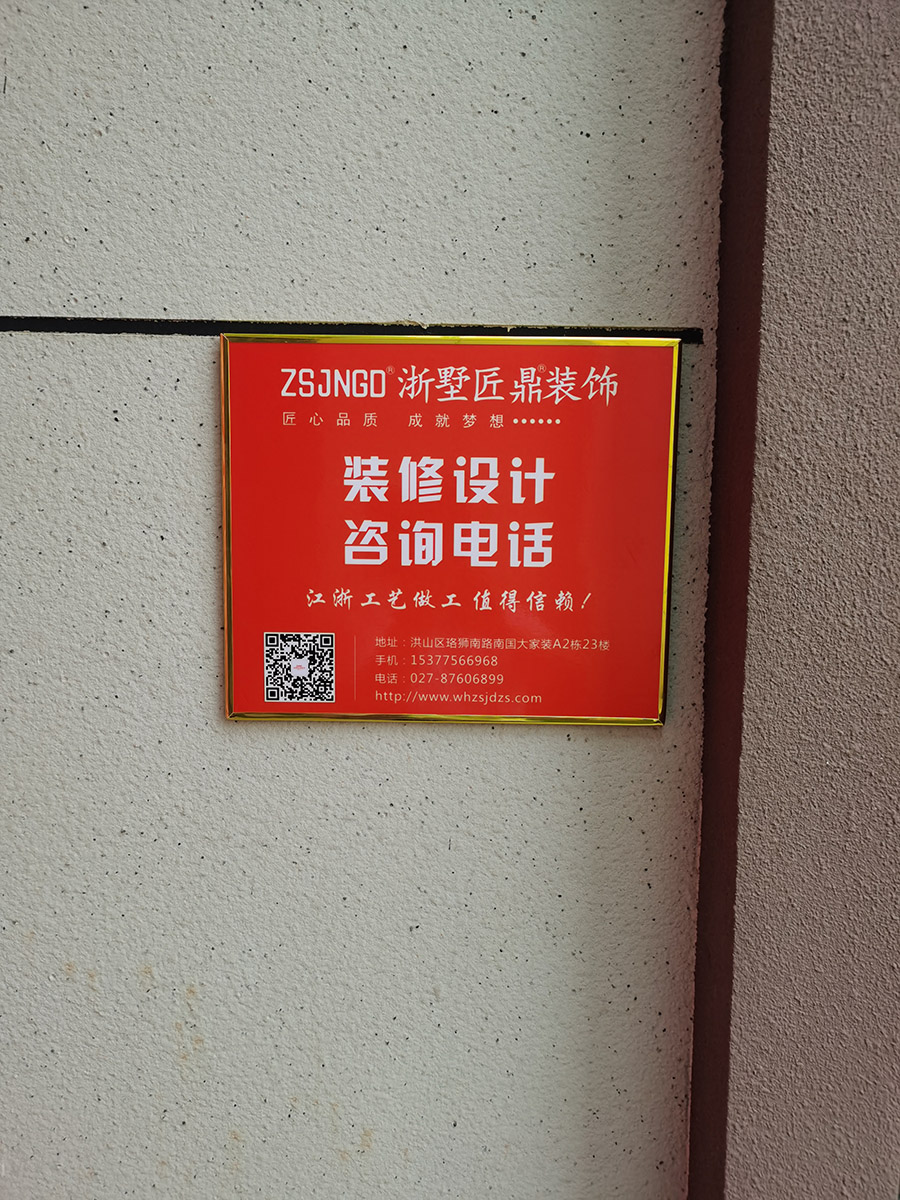 ZSJNGD® 浙墅匠鼎®装饰
匠心品质 成就梦想······
装修设计
咨询电话
江浙工艺做工值得信赖！
地址：洪山区珞狮南路南国大家装A2栋23楼
手机：15377566968
电话：027-87606899
http://www.whzsjdzs.com